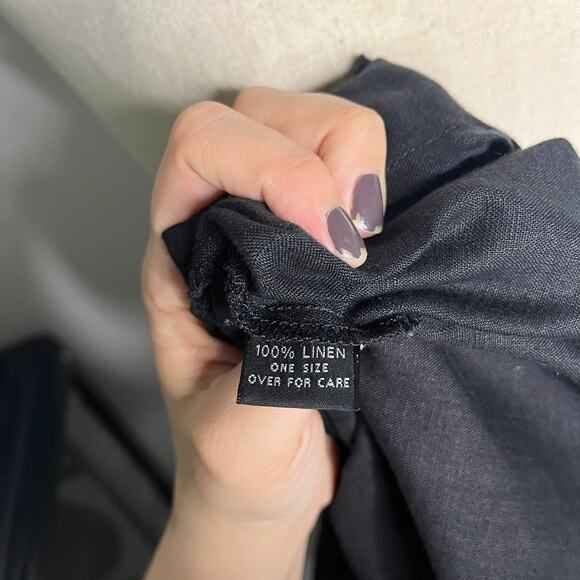 100% LINEN
ONE SIZE
OVER FOR CARE